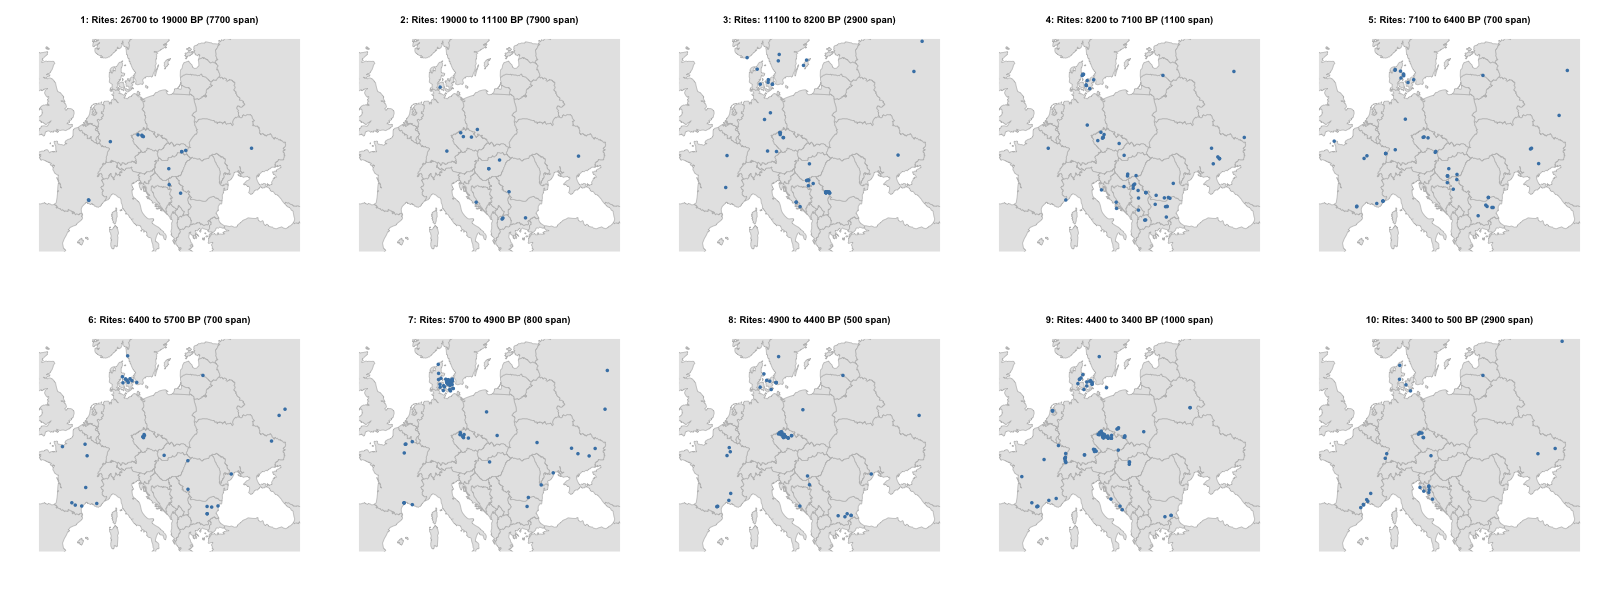 1: Rites: 26700 to 19000 BP (7700 span)
2: Rites: 19000 to 11100 BP (7900 span)
3: Rites: 11100 to 8200 BP (2900 span)
4: Rites: 8200 to 7100 BP (1100 span)
5: Rites: 7100 to 6400 BP (700 span)
6: Rites: 6400 to 5700 BP (700 span)
7: Rites: 5700 to 4900 BP (800 span)
8: Rites: 4900 to 4400 BP (500 span)
9: Rites: 4400 to 3400 BP (1000 span)
10: Rites: 3400 to 500 BP (2900 span)